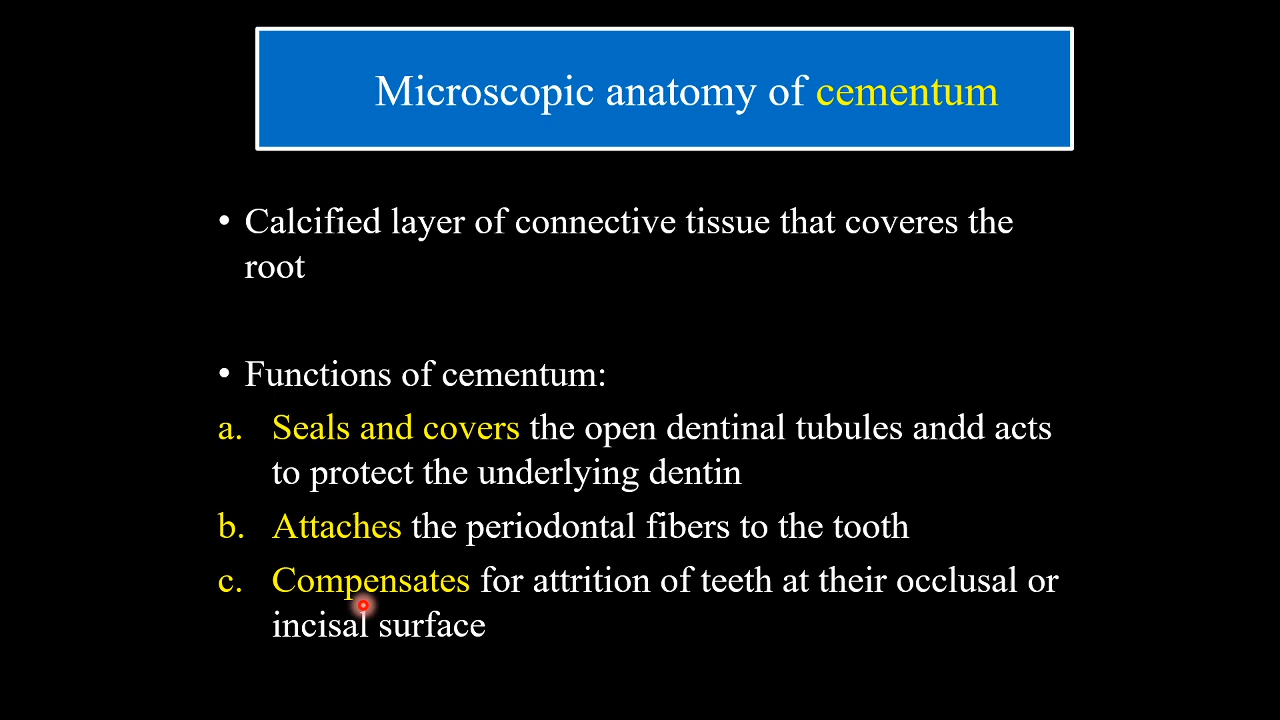 Microscopic anatomy of cementum
• Calcified layer of connective tissue that coveres the
root
• Functions of cementum:
a. Seals and covers the open dentinal tubules andd acts
to protect the underlying dentin
b. Attaches the periodontal fibers to the tooth
c. Compensates for attrition of teeth at their occlusal or
incisal surface